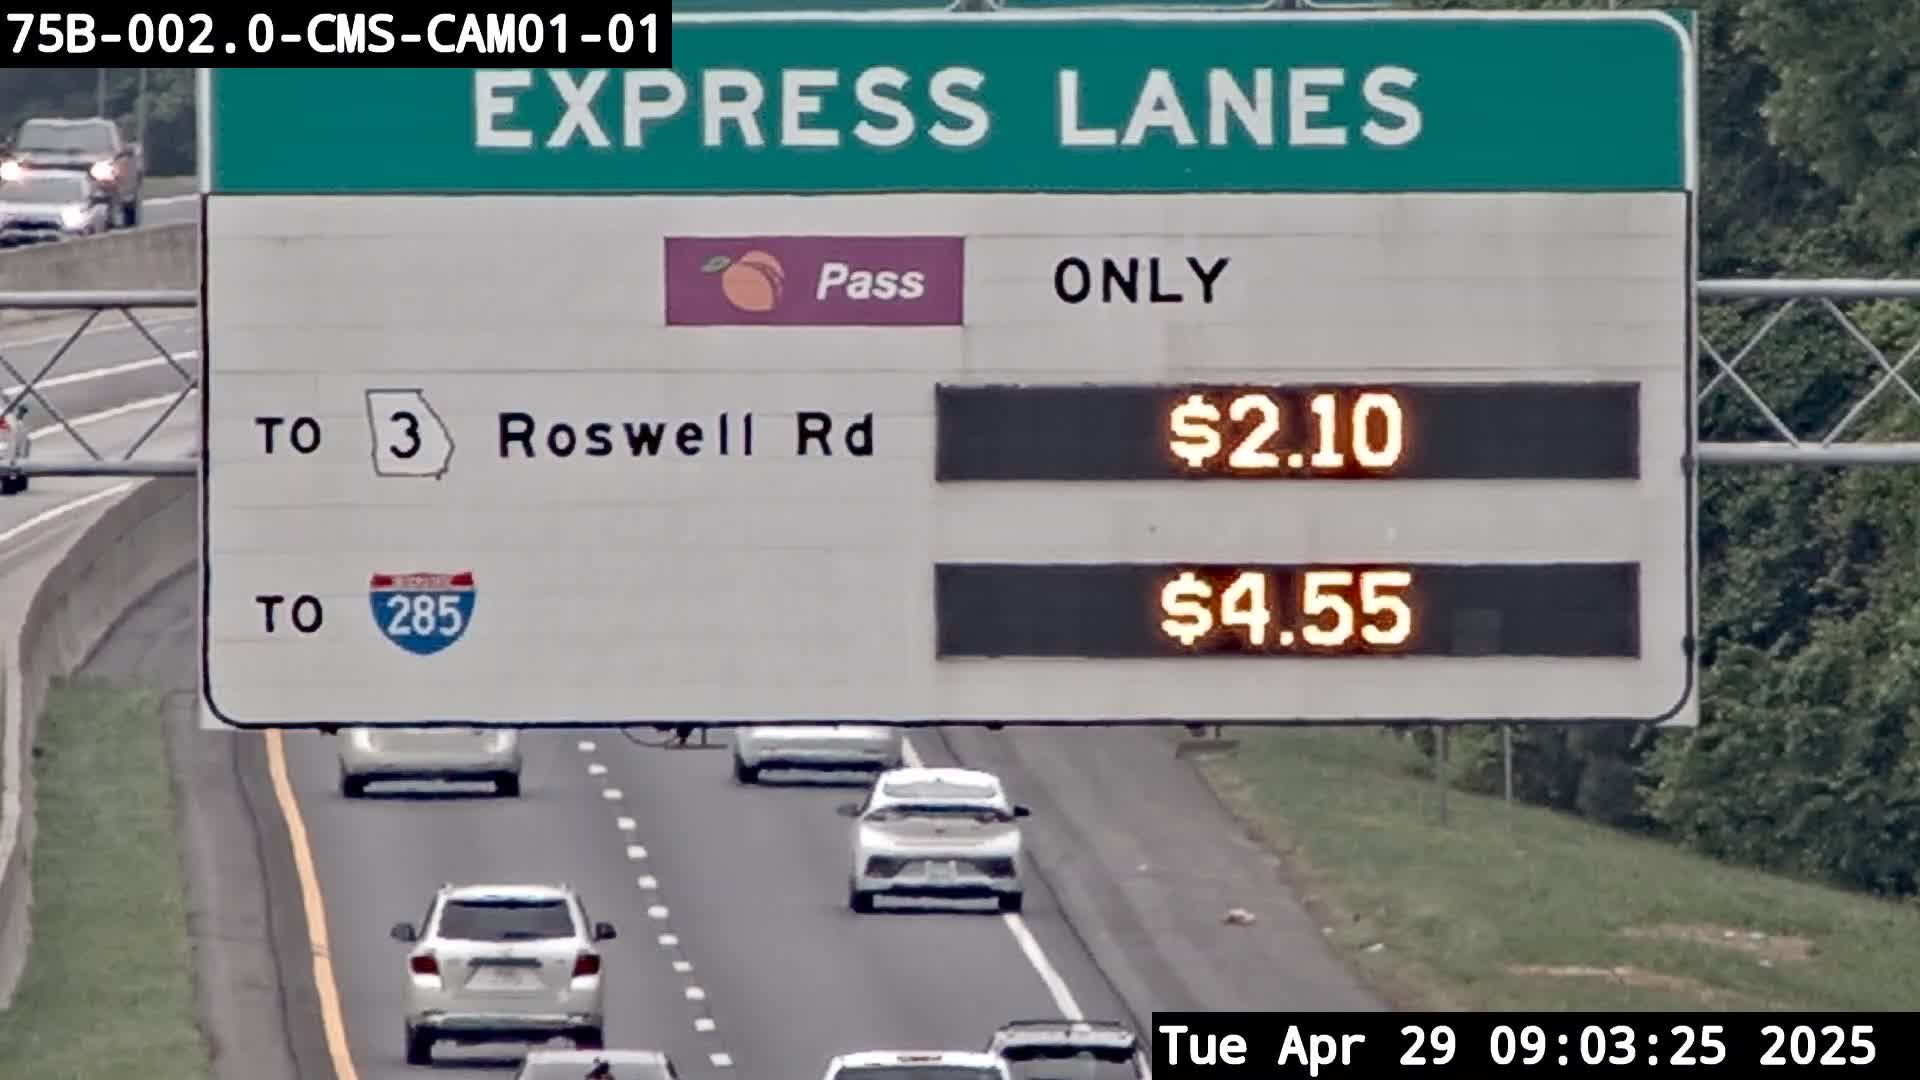 75B-002.0-CMS-CAM01-01
EXPRESS LANES
Pass ONLY
TO 3 Roswell Rd $2.10
TO 285 $4.55
Tue Apr 29 09:03:25 2025